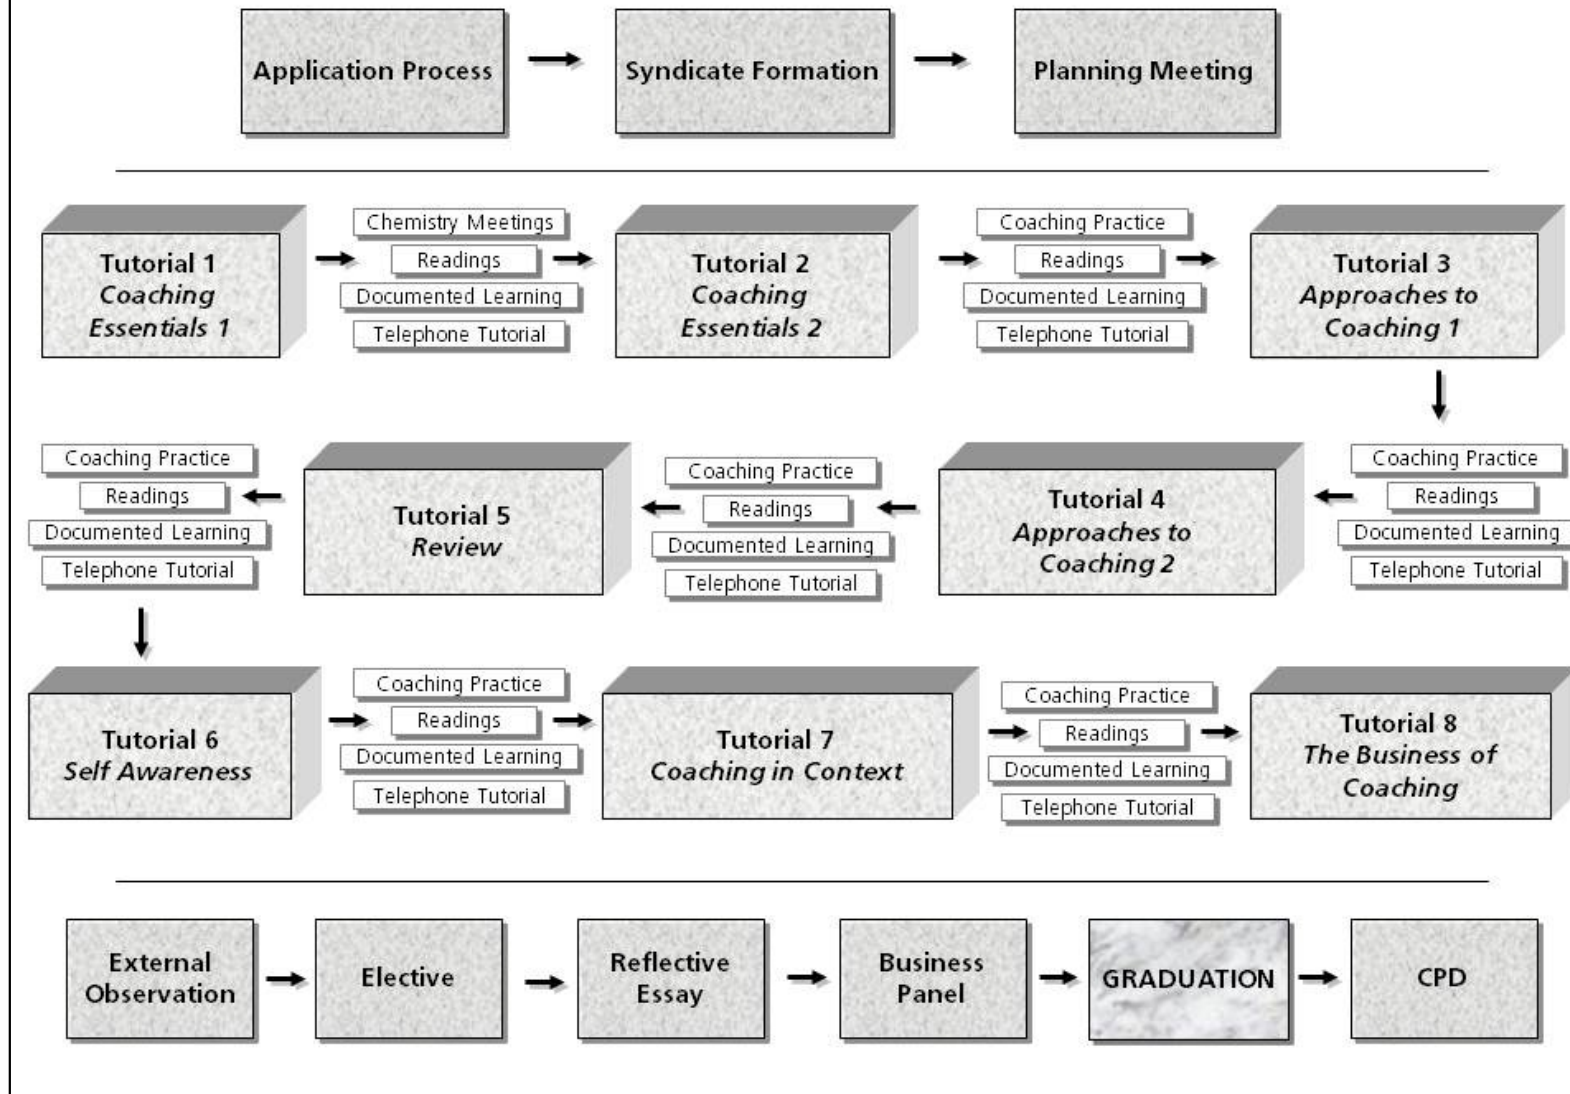 Application Process
Syndicate Formation
Planning Meeting
Tutorial 1
Coaching
Essentials 1
Chemistry Meetings
Readings
Documented Learning
Telephone Tutorial
Tutorial 2
Coaching
Essentials 2
Coaching Practice
Readings
Documented Learning
Telephone Tutorial
Tutorial 3
Approaches to
Coaching 1
Coaching Practice
Readings
Documented Learning
Telephone Tutorial
Tutorial 4
Approaches to
Coaching 2
Coaching Practice
Readings
Documented Learning
Telephone Tutorial
Tutorial 5
Review
Coaching Practice
Readings
Documented Learning
Telephone Tutorial
Tutorial 6
Self Awareness
Coaching Practice
Readings
Documented Learning
Telephone Tutorial
Tutorial 7
Coaching in Context
Coaching Practice
Readings
Documented Learning
Telephone Tutorial
Tutorial 8
The Business of
Coaching
External
Observation
Elective
Reflective
Essay
Business
Panel
GRADUATION
CPD